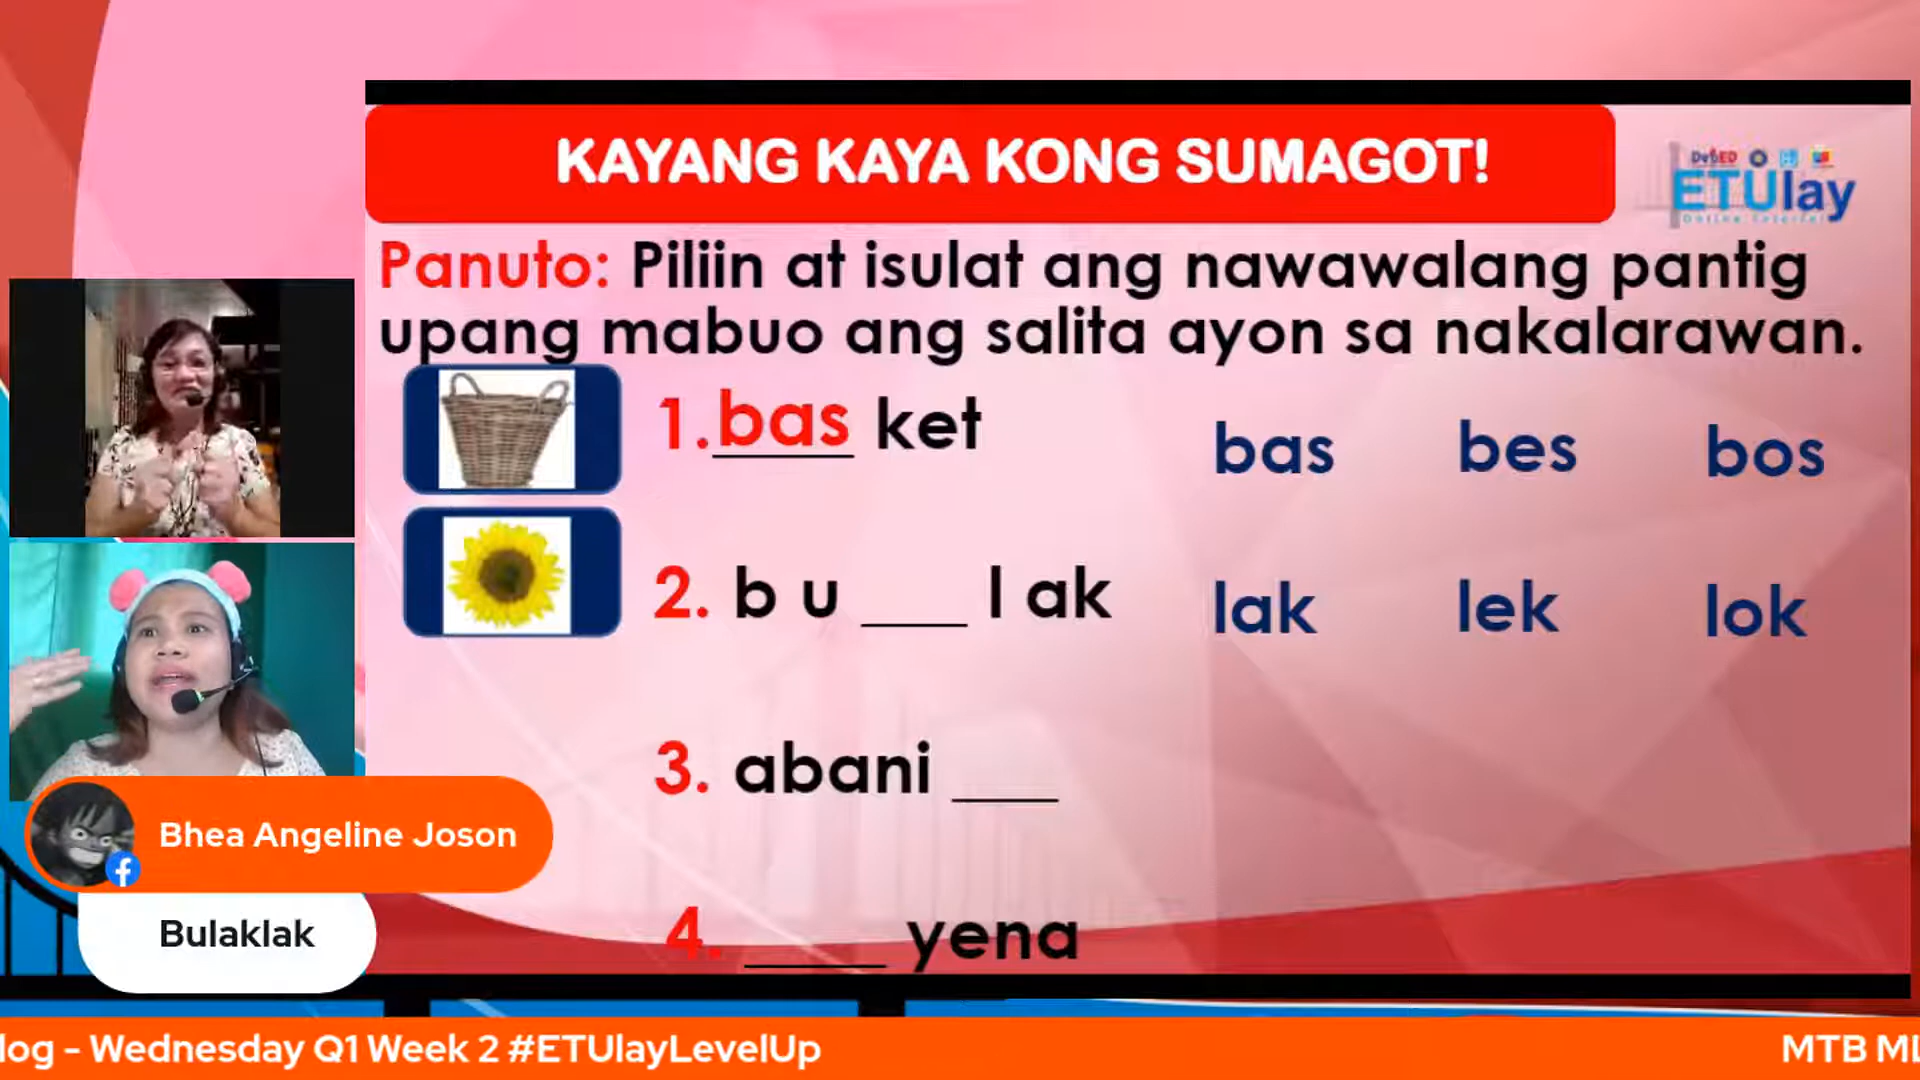 KAYANG KAYA KONG SUMAGOT!
DepED
ETUlay
Panuto: Piliin at isulat ang nawawalang pantig
upang mabuo ang salita ayon sa nakalarawan.
1. bas ket bas bes bos
2. b u ___ l ak lak lek lok
3. abani ___
4. ____ yena
Bhea Angeline Joson
Bulaklak
log - Wednesday Q1 Week 2 #ETUlayLevelUp
MTB ML